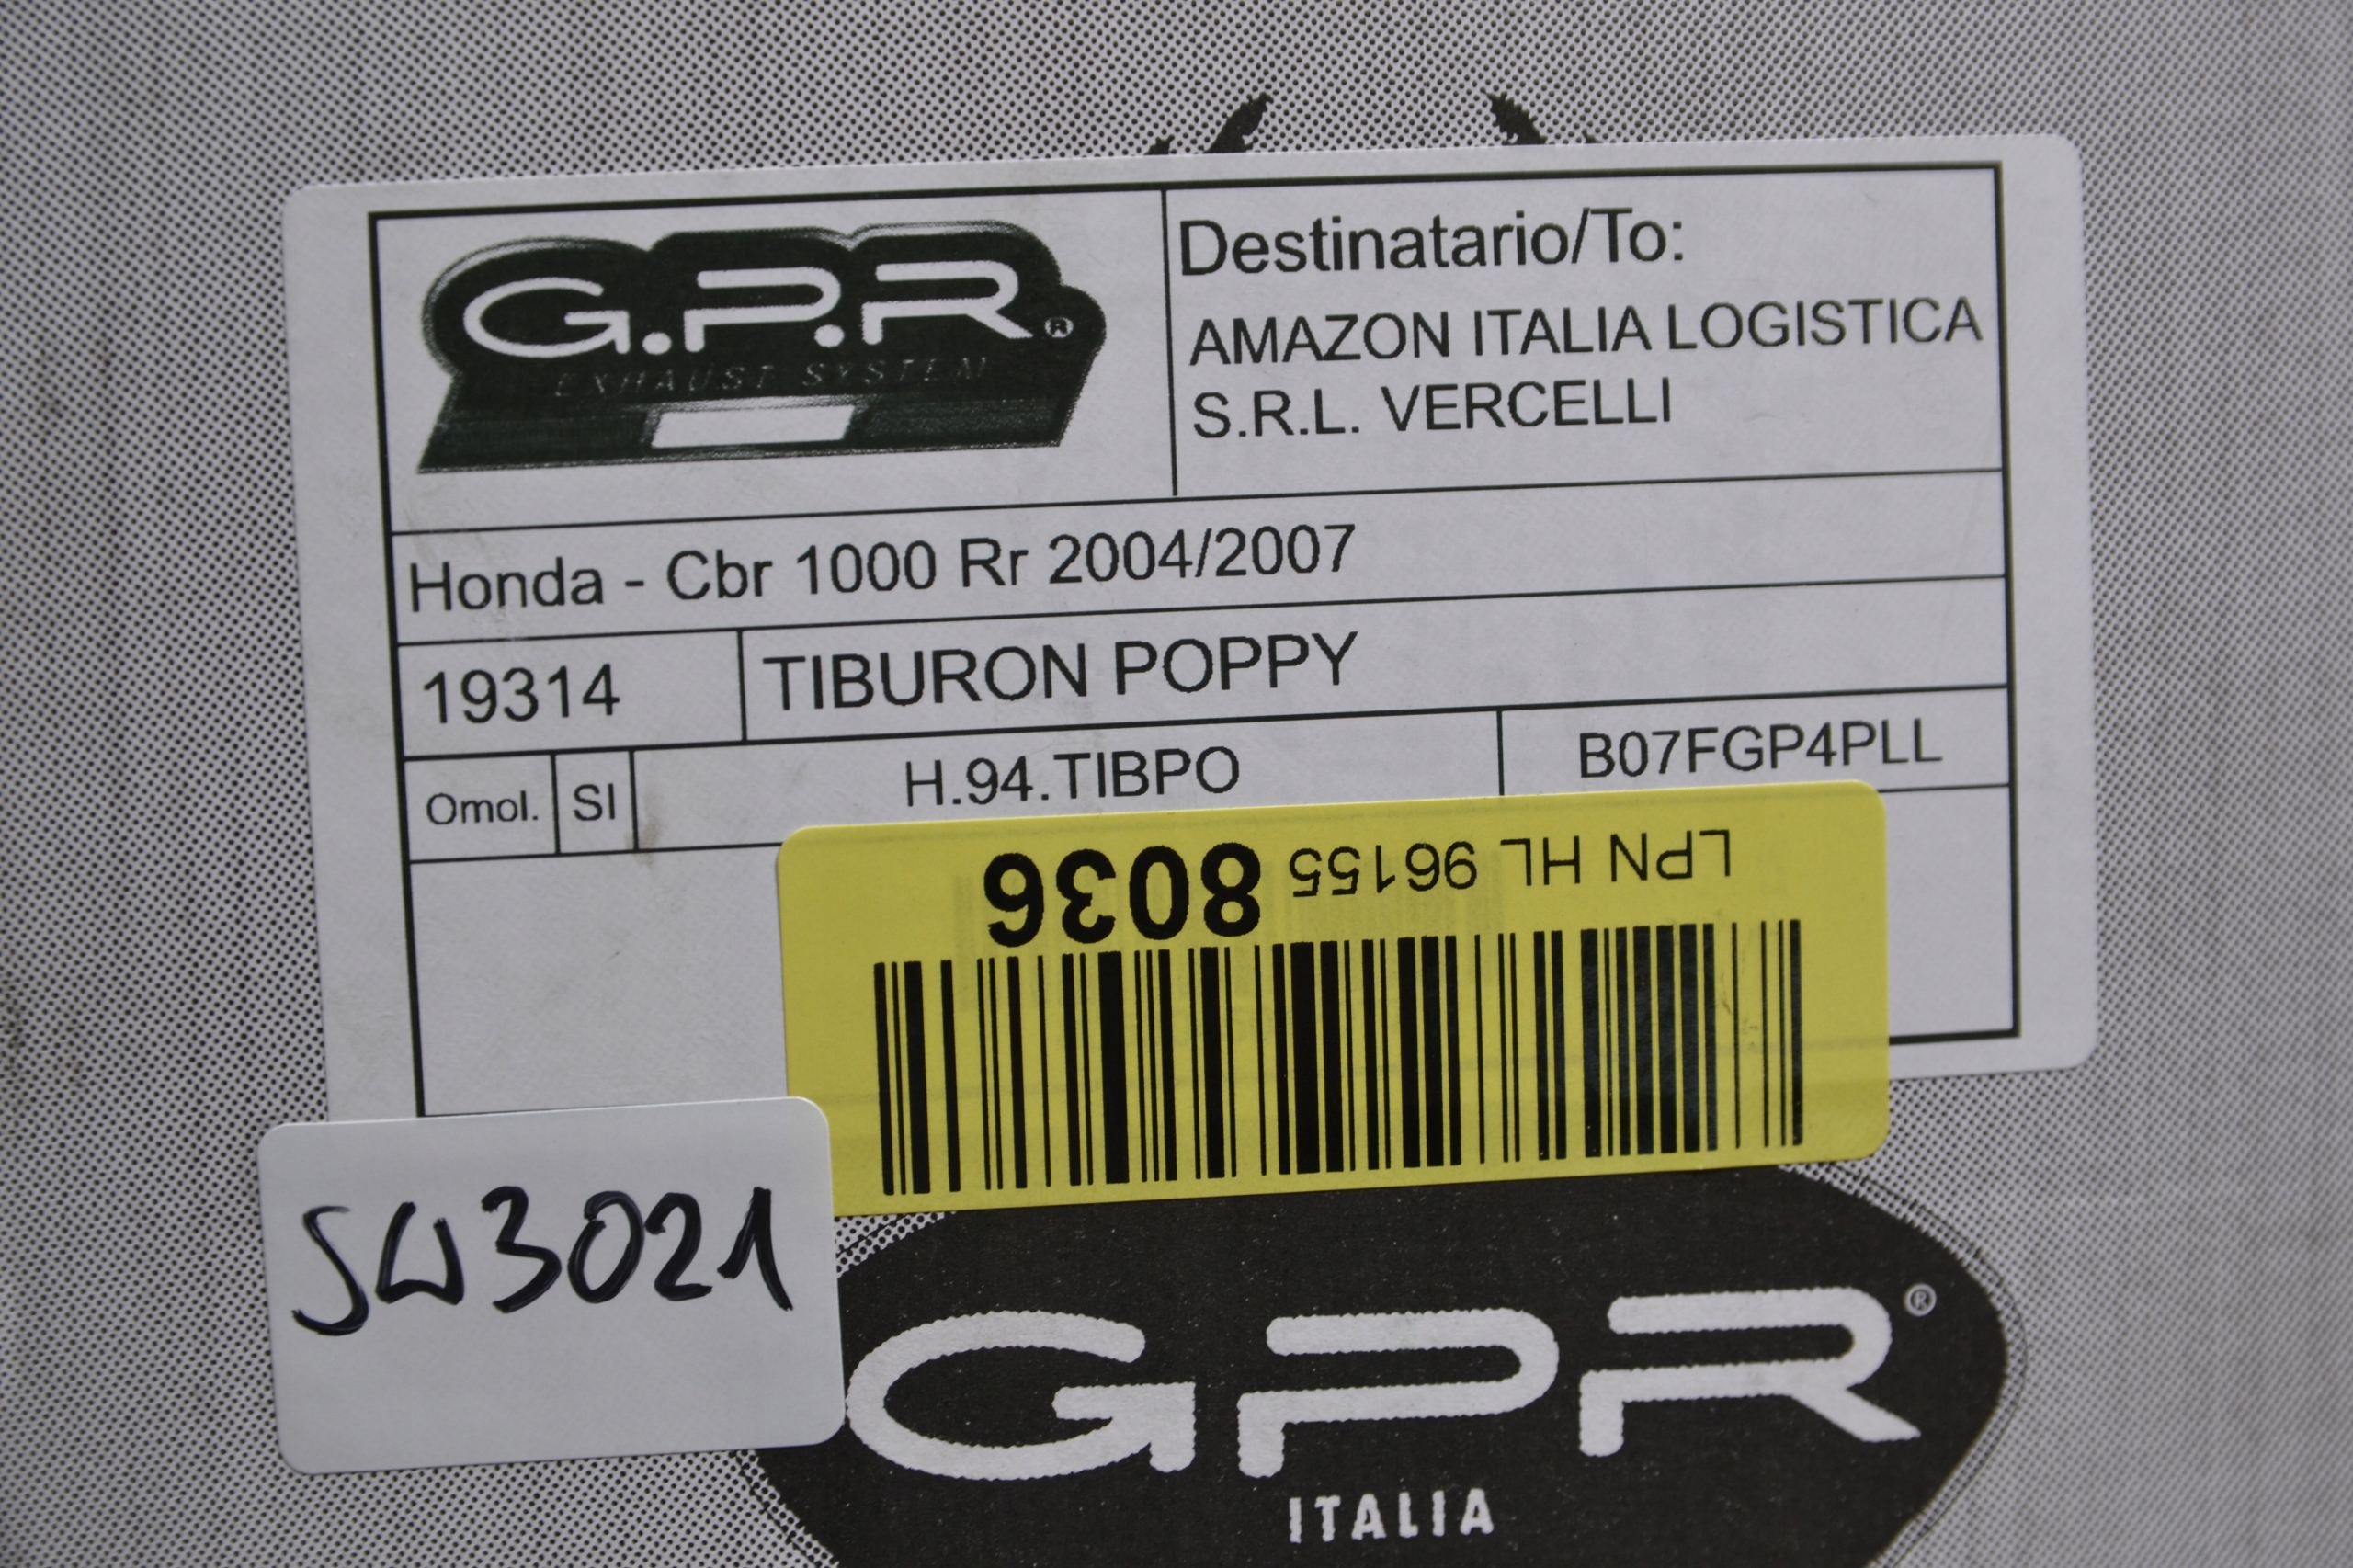 G.P.R.®
EXHAUST SYSTEM
Destinatario/To:
AMAZON ITALIA LOGISTICA
S.R.L. VERCELLI
Honda - Cbr 1000 Rr 2004/2007
19314 TIBURON POPPY
Omol. SI H.94.TIBPO B07FGP4PLL
LPN HL 96155 8036
SW3021
GPR®
ITALIA